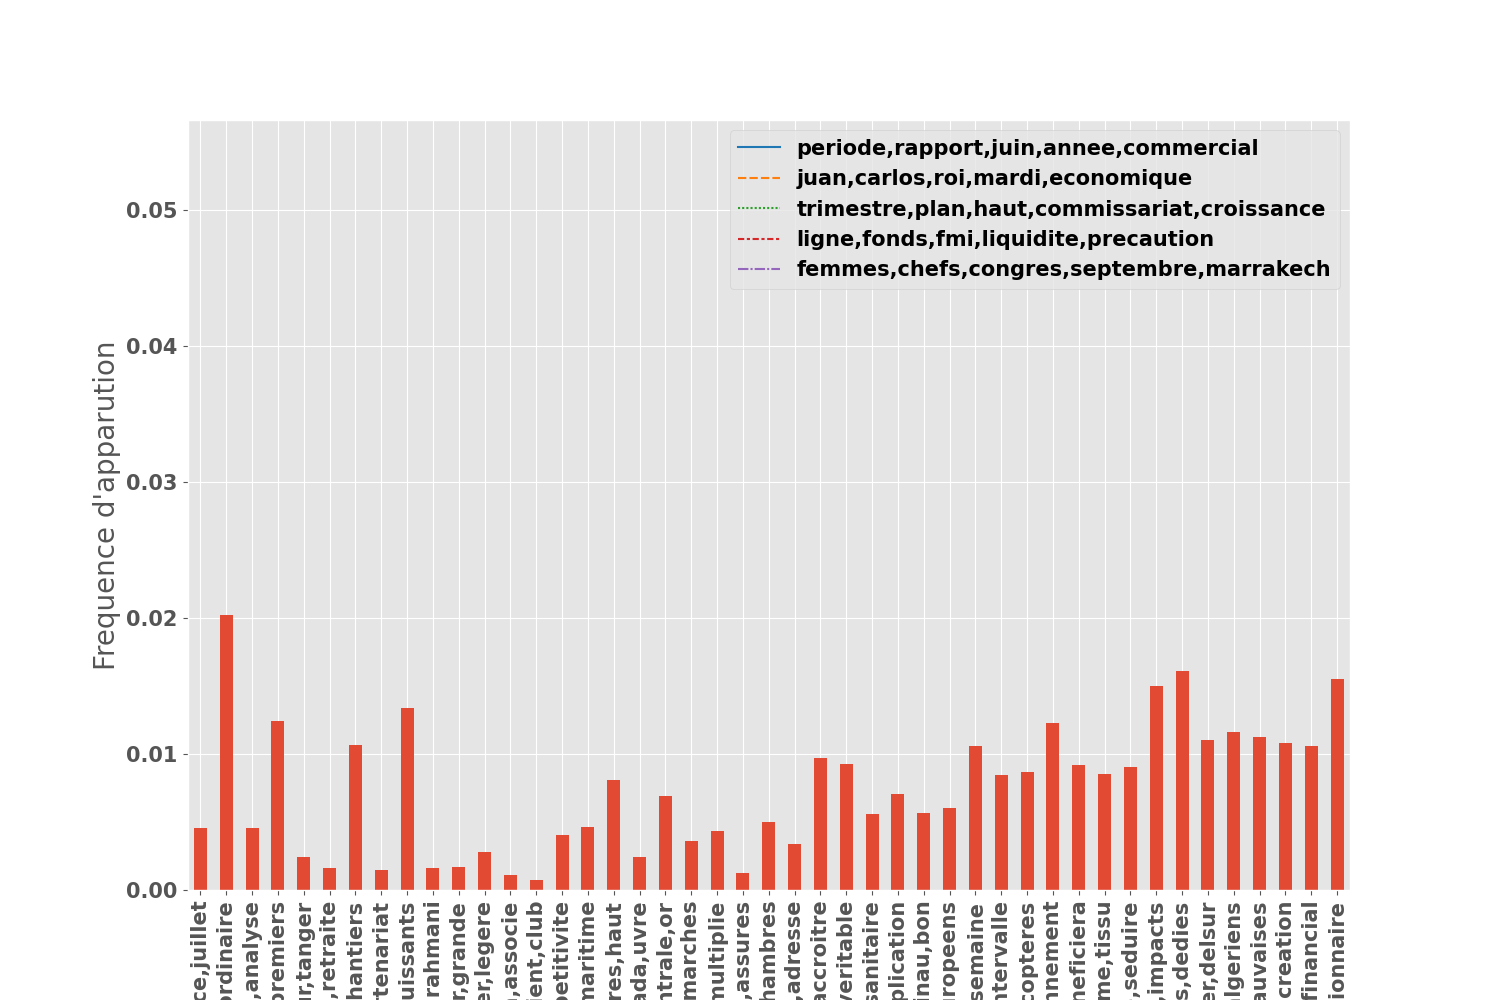 periode,rapport,juin,annee,commercial
juan,carlos,roi,mardi,economique
trimestre,plan,haut,commissariat,croissance
ligne,fonds,fmi,liquidite,precaution
femmes,chefs,congres,septembre,marrakech
Frequence d'apparution
0.05
0.04
0.03
0.02
0.01
0.00
ce,juillet
ordinaire
,analyse
premiers
ur,tanger
,retraite
hantiers
rtenariat
uissants
rahmani
r,grande
er,legere
,associe
ient,club
petitivite
maritime
res,haut
ada,uvre
ntrale,or
marches
multiplie
,assures
hambres
,adresse
accroitre
veritable
sanitaire
plication
inau,bon
ropeens
semaine
ntervalle
copteres
nnement
neficiera
me,tissu
,seduire
,impacts
s,dedies
er,delsur
lgeriens
auvaises
creation
financial
ionnaire